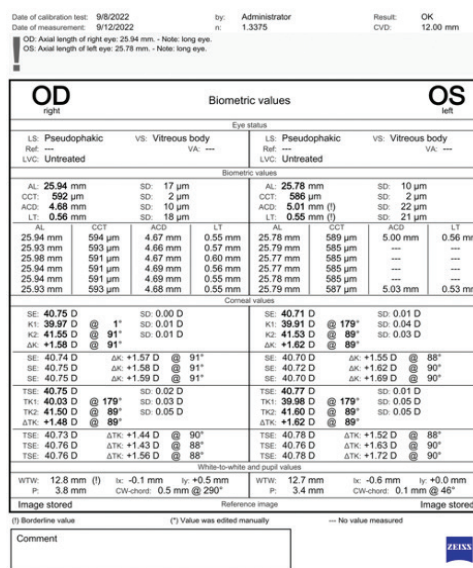 Date of calibration test: 9/8/2022 by: Administrator Result: OK
Date of measurement: 9/12/2022 n: 1.3375 CVD: 12.00 mm
! OD: Axial length of right eye: 25.94 mm. - Note: long eye.
OS: Axial length of left eye: 25.78 mm. - Note: long eye.
OD right Biometric values OS left
Eye status
LS: Pseudophakic VS: Vitreous body LS: Pseudophakic VS: Vitreous body
Ref: --- VA: --- Ref: --- VA: ---
LVC: Untreated LVC: Untreated
Biometric values
AL: 25.94 mm SD: 17 µm AL: 25.78 mm SD: 10 µm
CCT: 592 µm SD: 2 µm CCT: 586 µm SD: 2 µm
ACD: 4.68 mm SD: 10 µm ACD: 5.01 mm (!) SD: 22 µm
LT: 0.56 mm SD: 18 µm LT: 0.55 mm (!) SD: 21 µm
AL CCT ACD LT AL CCT ACD LT
25.94 mm 594 µm 4.67 mm 0.55 mm 25.78 mm 589 µm 5.00 mm 0.56 mm
25.93 mm 593 µm 4.66 mm 0.57 mm 25.79 mm 585 µm --- ---
25.98 mm 591 µm 4.67 mm 0.60 mm 25.77 mm 585 µm --- ---
25.94 mm 591 µm 4.69 mm 0.56 mm 25.77 mm 585 µm --- ---
25.94 mm 591 µm 4.69 mm 0.55 mm 25.78 mm 585 µm --- ---
25.93 mm 593 µm 4.68 mm 0.55 mm 25.79 mm 587 µm 5.03 mm 0.53 mm
Corneal values
SE: 40.75 D SD: 0.00 D SE: 40.71 D SD: 0.01 D
K1: 39.97 D @ 1° SD: 0.01 D K1: 39.91 D @ 179° SD: 0.04 D
K2: 41.55 D @ 91° SD: 0.01 D K2: 41.53 D @ 89° SD: 0.03 D
ΔK: +1.58 D @ 91° ΔK: +1.62 D @ 89°
SE: 40.74 D ΔK: +1.57 D @ 91° SE: 40.70 D ΔK: +1.55 D @ 88°
SE: 40.75 D ΔK: +1.58 D @ 91° SE: 40.72 D ΔK: +1.62 D @ 90°
SE: 40.75 D ΔK: +1.59 D @ 91° SE: 40.70 D ΔK: +1.69 D @ 90°
TSE: 40.75 D SD: 0.02 D TSE: 40.77 D SD: 0.01 D
TK1: 40.03 D @ 179° SD: 0.03 D TK1: 39.98 D @ 179° SD: 0.05 D
TK2: 41.50 D @ 89° SD: 0.05 D TK2: 41.60 D @ 89° SD: 0.05 D
ΔTK: +1.48 D @ 89° ΔTK: +1.62 D @ 89°
TSE: 40.73 D ΔTK: +1.44 D @ 90° TSE: 40.78 D ΔTK: +1.52 D @ 88°
TSE: 40.76 D ΔTK: +1.43 D @ 88° TSE: 40.76 D ΔTK: +1.63 D @ 90°
TSE: 40.76 D ΔTK: +1.56 D @ 88° TSE: 40.78 D ΔTK: +1.72 D @ 90°
White-to-white and pupil values
WTW: 12.8 mm (!) Ix: -0.1 mm Iy: +0.5 mm WTW: 12.7 mm Ix: -0.6 mm Iy: +0.0 mm
P: 3.8 mm CW-chord: 0.5 mm @ 290° P: 3.4 mm CW-chord: 0.1 mm @ 46°
Image stored Reference image Image stored
(!) Borderline value (*) Value was edited manually --- No value measured
Comment
ZEISS